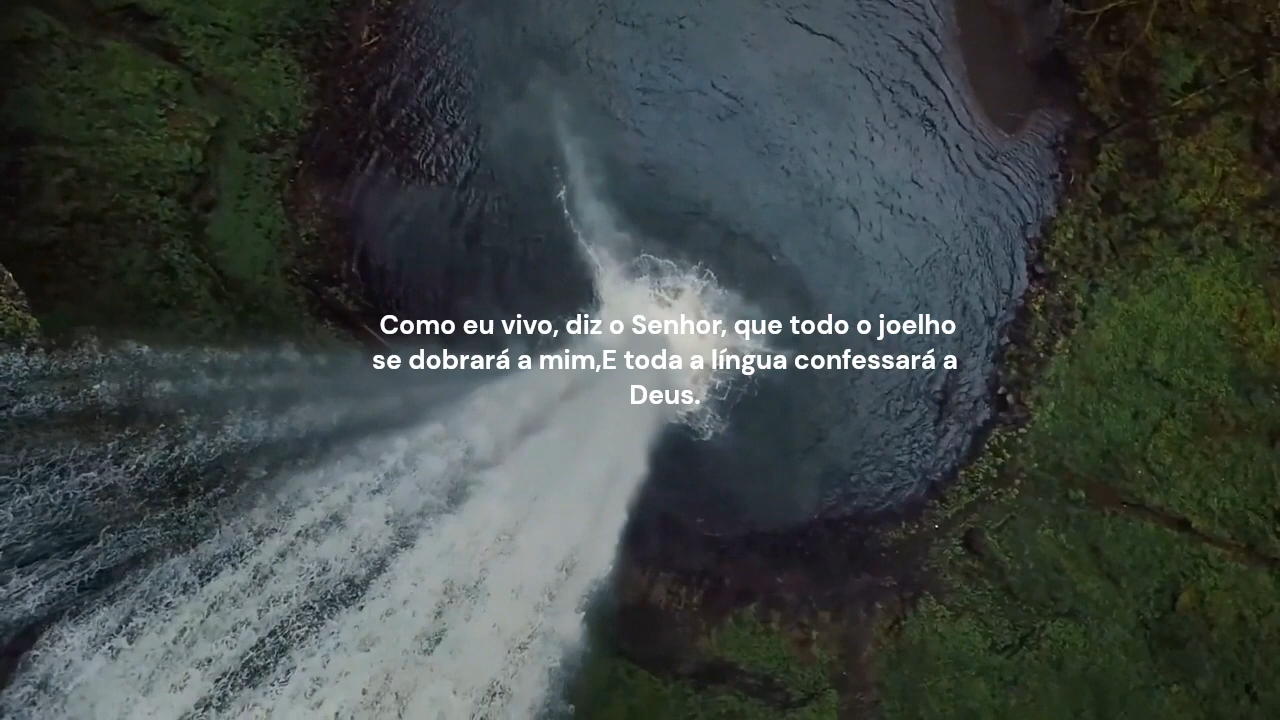 Como eu vivo, diz o Senhor, que todo o joelho
se dobrará a mim,E toda a língua confessará a
Deus.